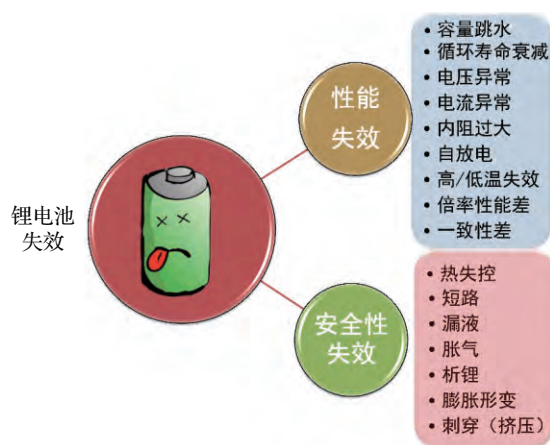 锂电池
失效
性能
失效
• 容量跳水
• 循环寿命衰减
• 电压异常
• 电流异常
• 内阻过大
• 自放电
• 高/低温失效
• 倍率性能差
• 一致性差
安全性
失效
• 热失控
• 短路
• 漏液
• 胀气
• 析锂
• 膨胀形变
• 刺穿（挤压）